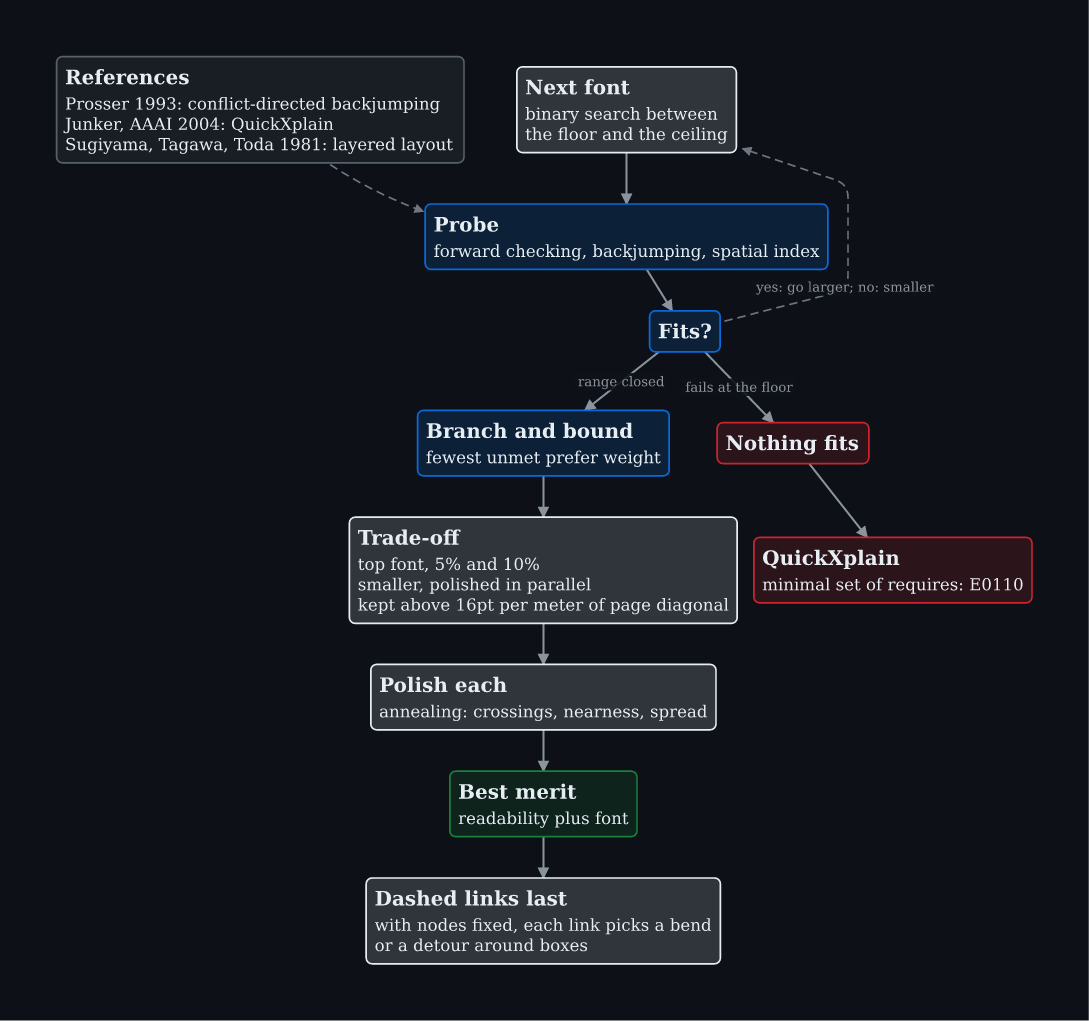 References
Prosser 1993: conflict-directed backjumping
Junker, AAAI 2004: QuickXplain
Sugiyama, Tagawa, Toda 1981: layered layout
Next font
binary search between
the floor and the ceiling
Probe
forward checking, backjumping, spatial index
yes: go larger; no: smaller
Fits?
range closed
fails at the floor
Branch and bound
fewest unmet prefer weight
Nothing fits
Trade-off
top font, 5% and 10%
smaller, polished in parallel
kept above 16pt per meter of page diagonal
QuickXplain
minimal set of requires: E0110
Polish each
annealing: crossings, nearness, spread
Best merit
readability plus font
Dashed links last
with nodes fixed, each link picks a bend
or a detour around boxes